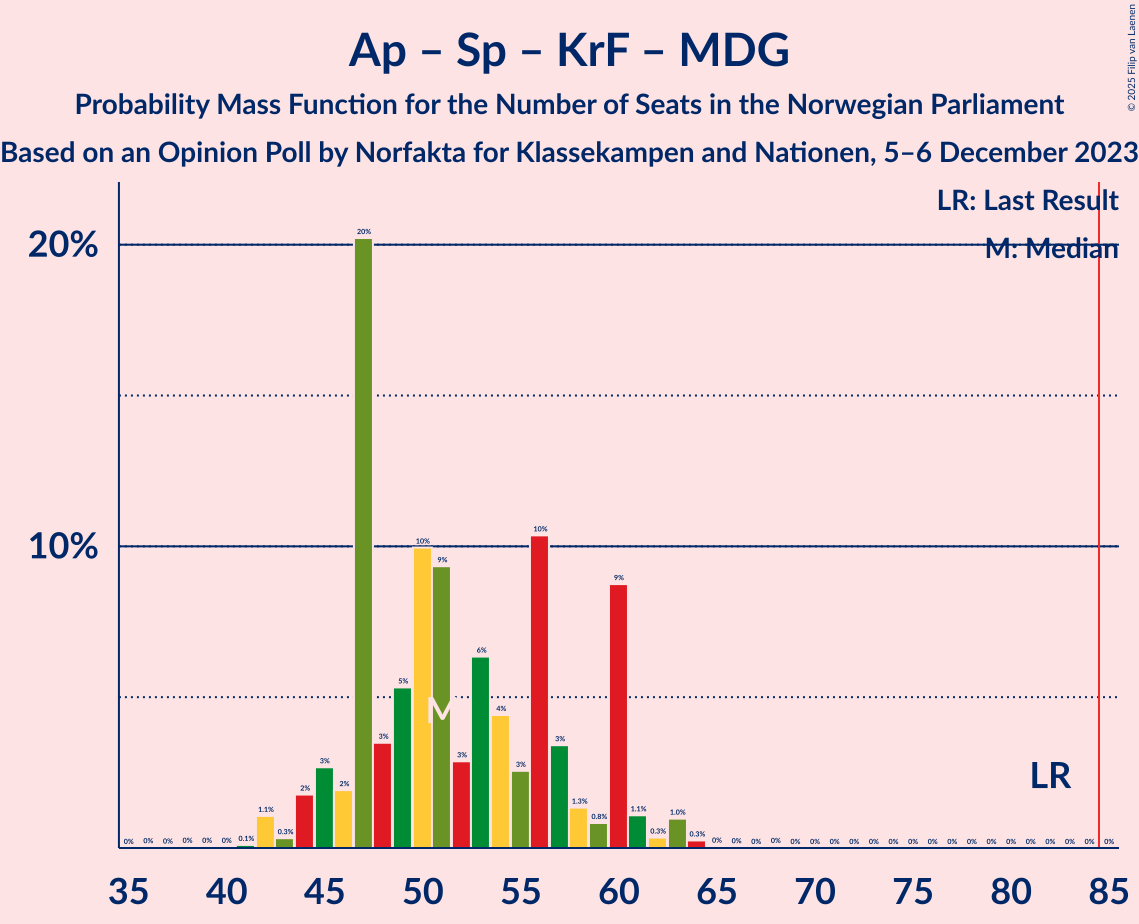 Ap – Sp – KrF – MDG
Probability Mass Function for the Number of Seats in the Norwegian Parliament
Based on an Opinion Poll by Norfakta for Klassekampen and Nationen, 5–6 December 2023
© 2025 Filip van Laenen
LR: Last Result
M: Median
20%
10%
0% 0% 0% 0% 0% 0% 0.1% 1.1% 0.3% 2% 3% 2% 20% 3% 5% 10% 9% 3% 6% 4% 3% 10% 3% 1.3% 0.8% 9% 1.1% 0.3% 1.0% 0.3% 0% 0% 0% 0% 0% 0% 0% 0% 0% 0% 0% 0% 0% 0% 0% 0% 0% 0% 0% 0% 0%
M
LR
35 40 45 50 55 60 65 70 75 80 85